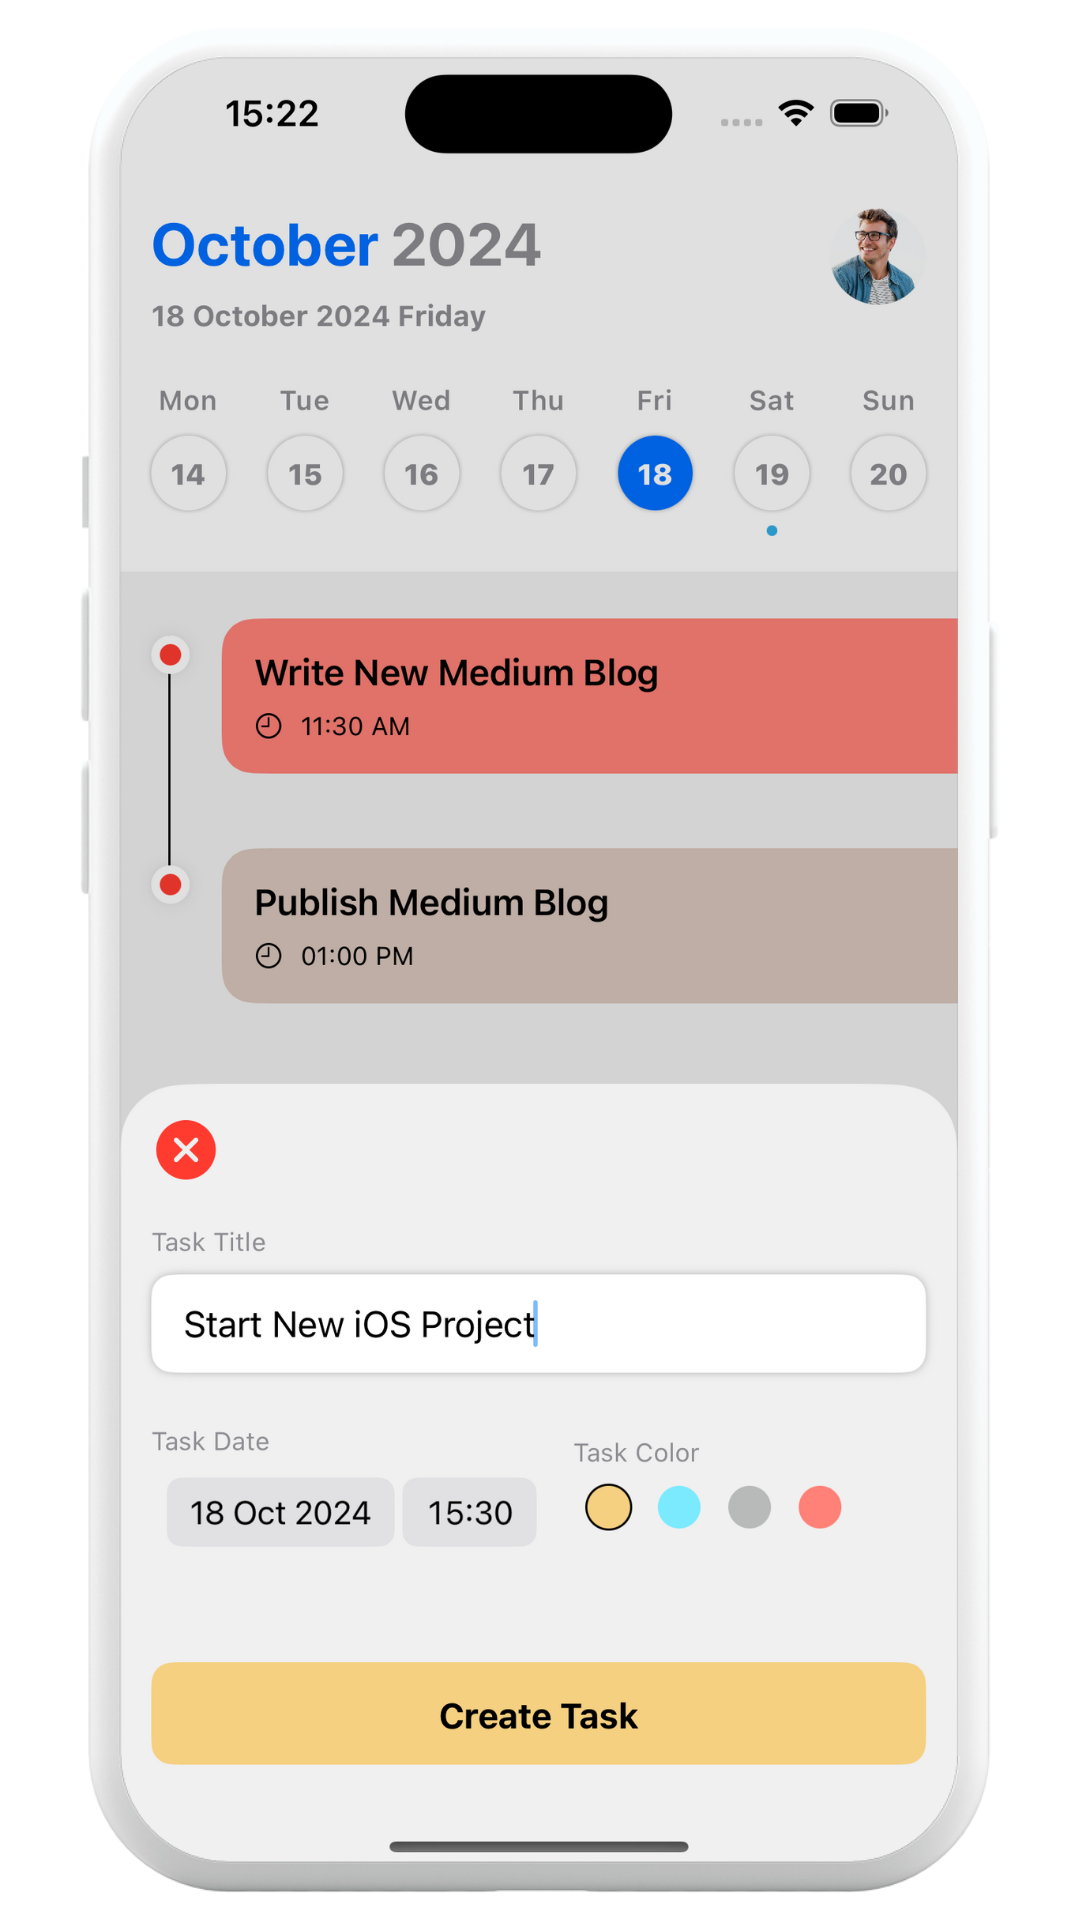 15:22
October 2024
18 October 2024 Friday
Mon Tue Wed Thu Fri Sat Sun
14 15 16 17 18 19 20
Write New Medium Blog
11:30 AM
Publish Medium Blog
01:00 PM
Task Title
Start New iOS Project
Task Date
Task Color
18 Oct 2024 15:30
Create Task